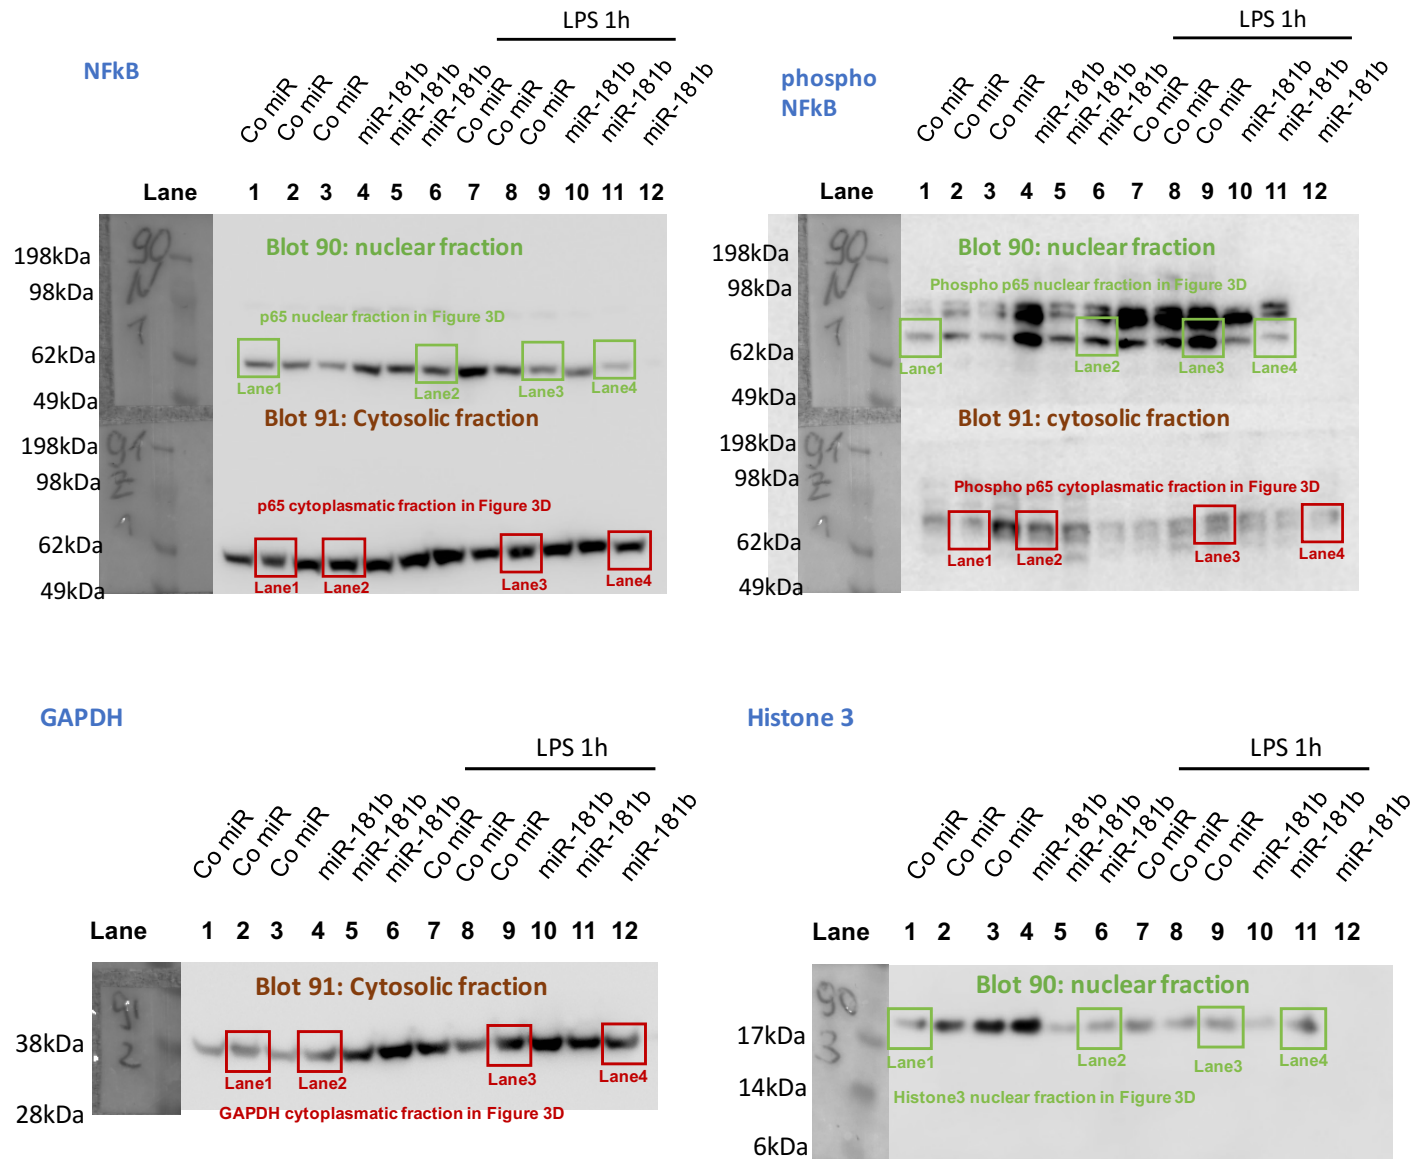 NFkB
LPS 1h
Co miR
Co miR
Co miR
miR-181b
miR-181b
miR-181b
Co miR
Co miR
Co miR
miR-181b
miR-181b
miR-181b
Lane 1 2 3 4 5 6 7 8 9 10 11 12
90
N
1
198kDa
98kDa
62kDa
49kDa
Blot 90: nuclear fraction
p65 nuclear fraction in Figure 3D
Lane1 Lane2 Lane3 Lane4
Blot 91: Cytosolic fraction
91
Z
1
198kDa
98kDa
62kDa
49kDa
p65 cytoplasmatic fraction in Figure 3D
Lane1 Lane2 Lane3 Lane4
phospho
NFkB
LPS 1h
Co miR
Co miR
Co miR
miR-181b
miR-181b
miR-181b
Co miR
Co miR
Co miR
miR-181b
miR-181b
miR-181b
Lane 1 2 3 4 5 6 7 8 9 10 11 12
90
N
1
198kDa
98kDa
62kDa
49kDa
Blot 90: nuclear fraction
Phospho p65 nuclear fraction in Figure 3D
Lane1 Lane2 Lane3 Lane4
Blot 91: cytosolic fraction
91
Z
1
198kDa
98kDa
62kDa
49kDa
Phospho p65 cytoplasmatic fraction in Figure 3D
Lane1 Lane2 Lane3 Lane4
GAPDH
LPS 1h
Co miR
Co miR
Co miR
miR-181b
miR-181b
miR-181b
Co miR
Co miR
Co miR
miR-181b
miR-181b
miR-181b
Lane 1 2 3 4 5 6 7 8 9 10 11 12
91
2
38kDa
28kDa
Blot 91: Cytosolic fraction
Lane1 Lane2 Lane3 Lane4
GAPDH cytoplasmatic fraction in Figure 3D
Histone 3
LPS 1h
Co miR
Co miR
Co miR
miR-181b
miR-181b
miR-181b
Co miR
Co miR
Co miR
miR-181b
miR-181b
miR-181b
Lane 1 2 3 4 5 6 7 8 9 10 11 12
90
3
17kDa
14kDa
6kDa
Blot 90: nuclear fraction
Lane1 Lane2 Lane3 Lane4
Histone3 nuclear fraction in Figure 3D